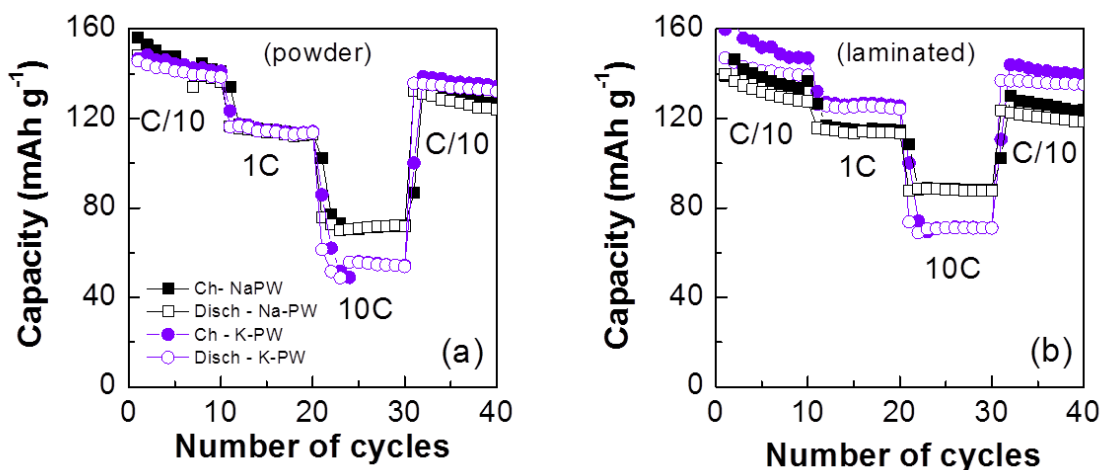 160
(powder)
120
C/10
1C
C/10
80
40
10C
Ch- NaPW
Disch - Na-PW
Ch - K-PW
Disch - K-PW
(a)
0
0 10 20 30 40
Number of cycles
Capacity (mAh g⁻¹)
160
(laminated)
120
C/10
1C
C/10
80
40
10C
(b)
0
0 10 20 30 40
Number of cycles
Capacity (mAh g⁻¹)